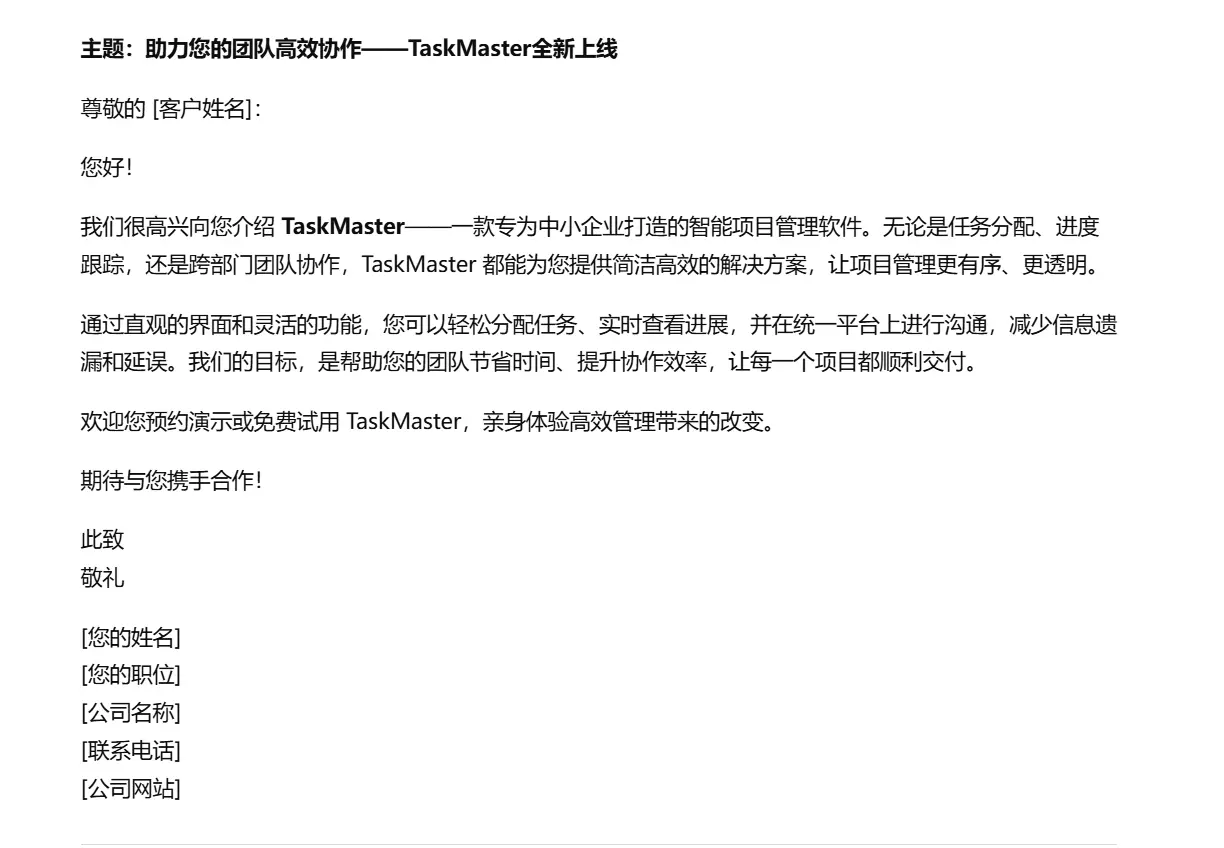 主题：助力您的团队高效协作——TaskMaster全新上线
尊敬的 [客户姓名]：
您好！
我们很高兴向您介绍 TaskMaster——一款专为中小企业打造的智能项目管理软件。无论是任务分配、进度
跟踪，还是跨部门团队协作，TaskMaster 都能为您提供简洁高效的解决方案，让项目管理更有序、更透明。
通过直观的界面和灵活的功能，您可以轻松分配任务、实时查看进展，并在统一平台上进行沟通，减少信息遗
漏和延误。我们的目标，是帮助您的团队节省时间、提升协作效率，让每一个项目都顺利交付。
欢迎您预约演示或免费试用 TaskMaster，亲身体验高效管理带来的改变。
期待与您携手合作！
此致
敬礼
[您的姓名]
[您的职位]
[公司名称]
[联系电话]
[公司网站]